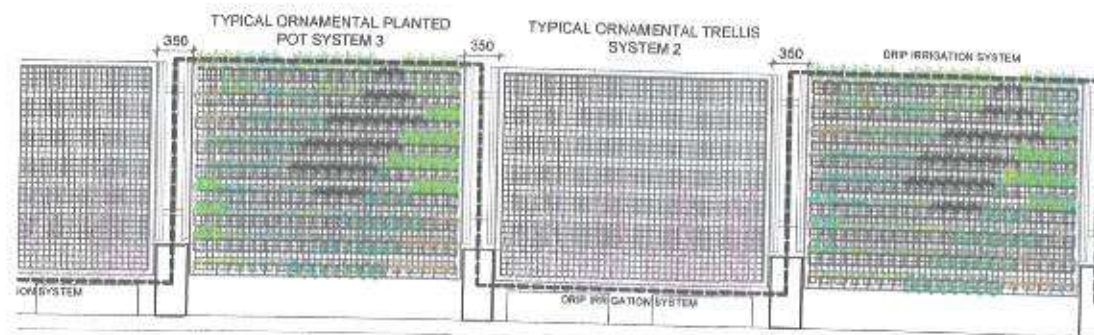 TYPICAL ORNAMENTAL PLANTED
POT SYSTEM 3
TYPICAL ORNAMENTAL TRELLIS
SYSTEM 2
350
350
350
DRIP IRRIGATION SYSTEM
ION SYSTEM
DRIP IRRIGATION SYSTEM